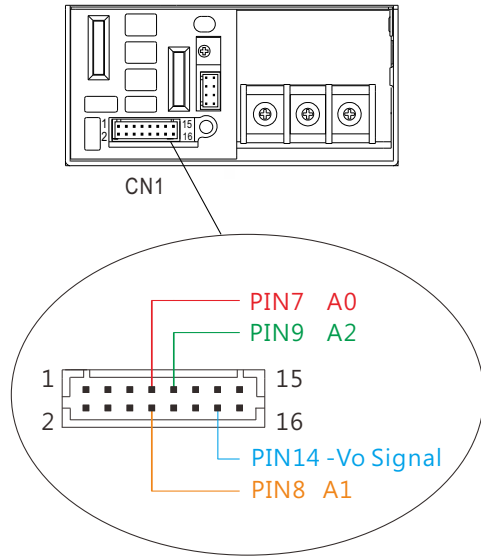 1 15
2 16
CN1
PIN7 A0
PIN9 A2
1 15
2 16
PIN14 -Vo Signal
PIN8 A1